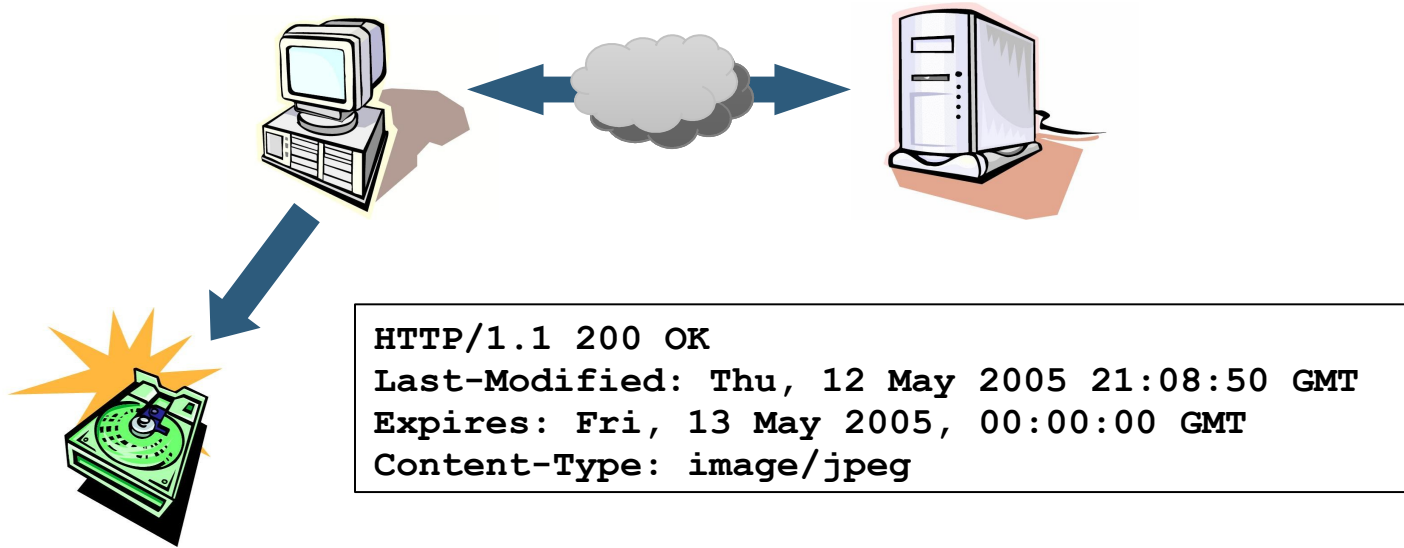 HTTP/1.1 200 OK
Last-Modified: Thu, 12 May 2005 21:08:50 GMT
Expires: Fri, 13 May 2005, 00:00:00 GMT
Content-Type: image/jpeg